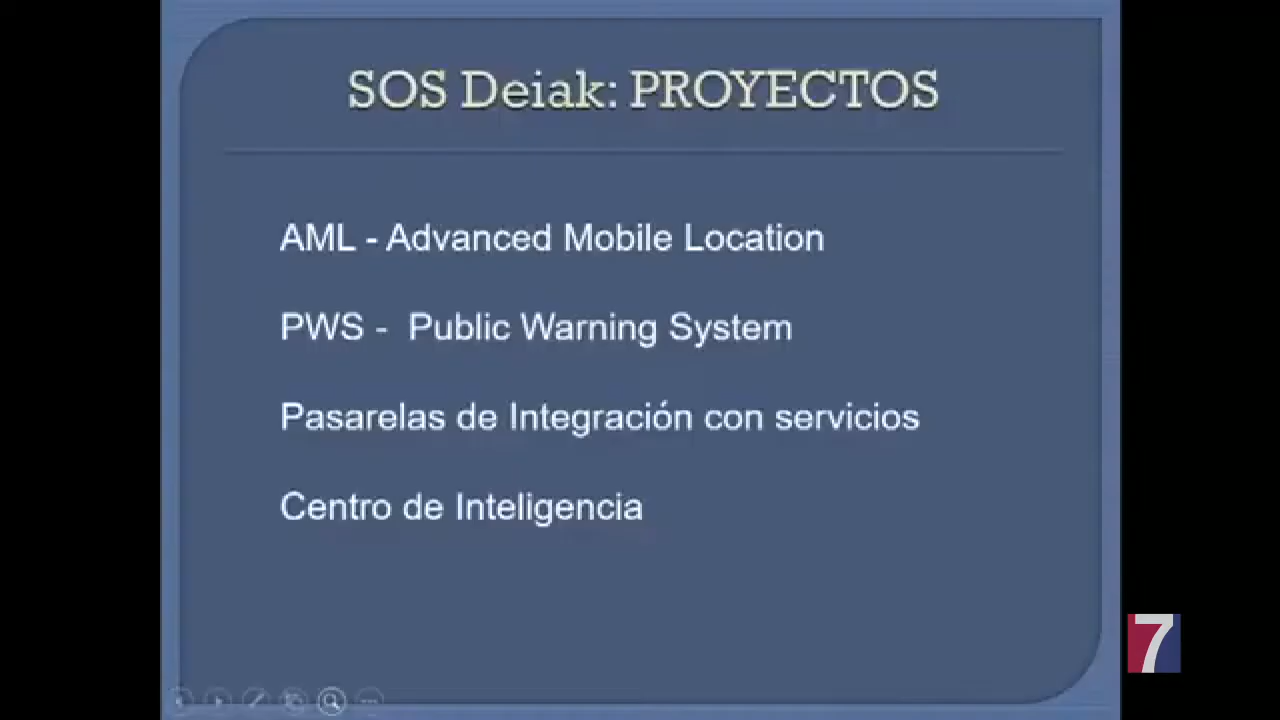 SOS Deiak: PROYECTOS
AML - Advanced Mobile Location
PWS - Public Warning System
Pasarelas de Integración con servicios
Centro de Inteligencia
7